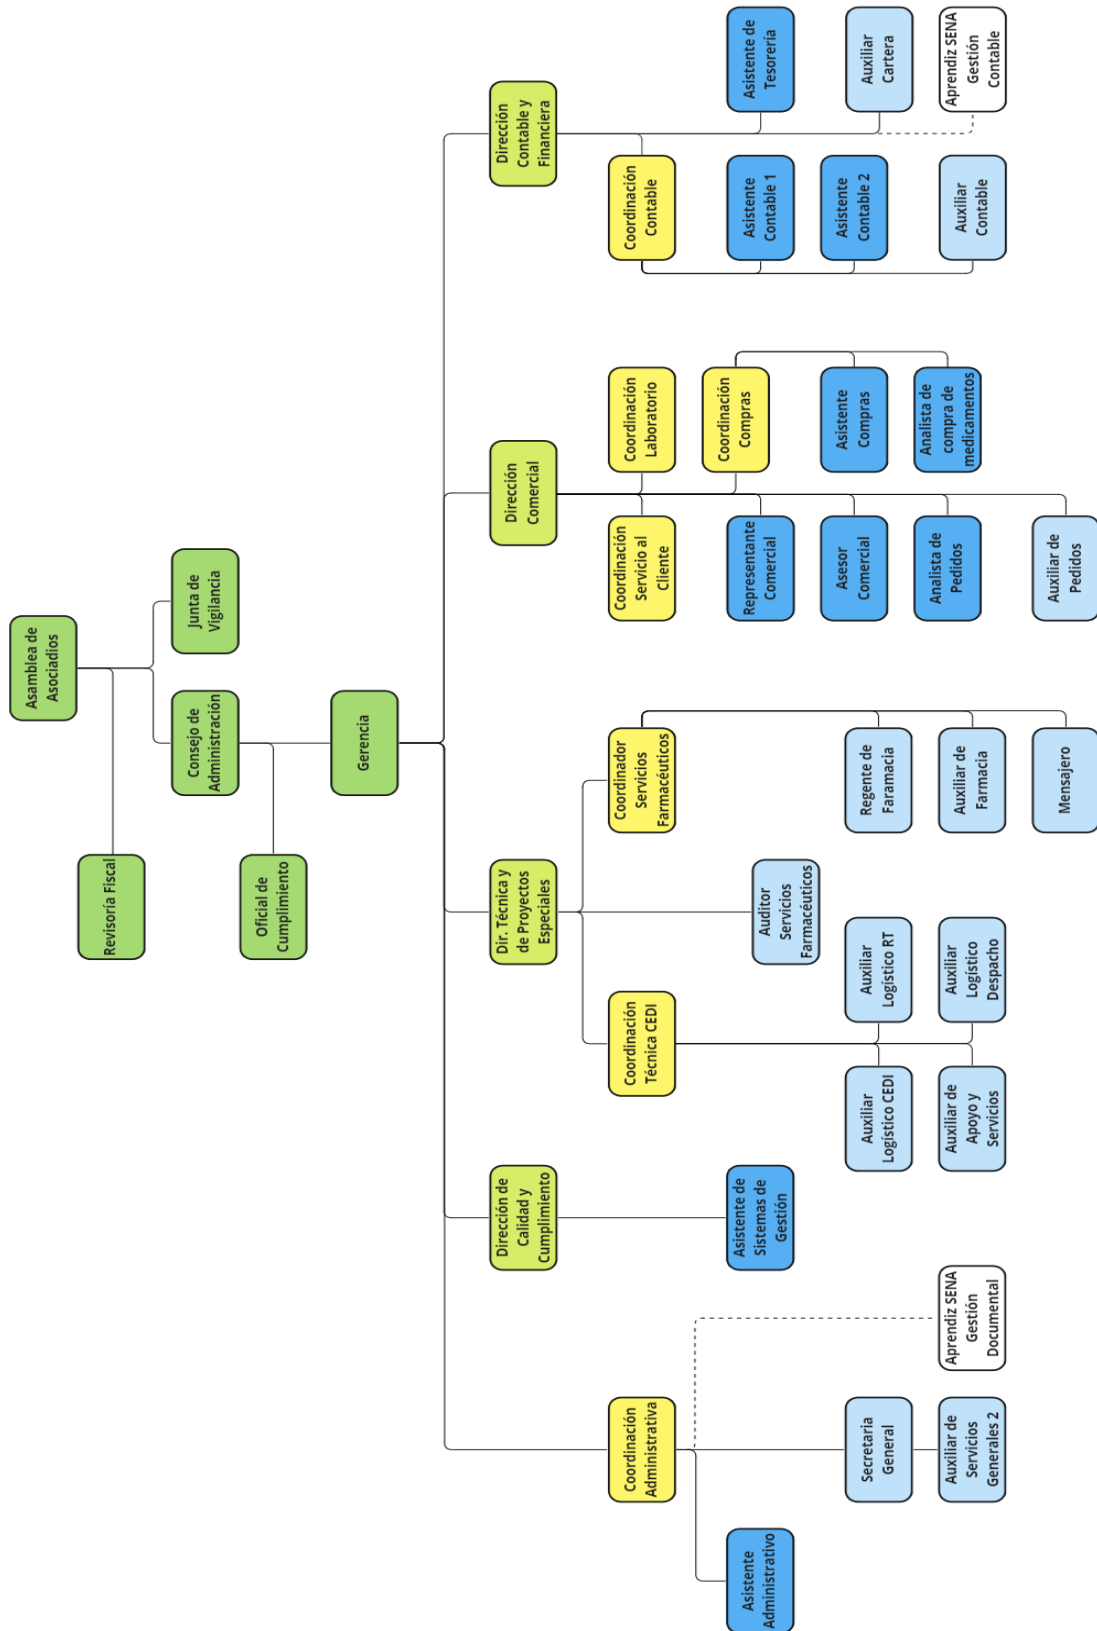 Asamblea de
Asociadios
Revisoría Fiscal
Consejo de
Administración
Junta de
Vigilancia
Oficial de
Cumplimiento
Gerencia
Coordinación
Administrativa
Asistente
Administrativo
Secretaria
General
Auxiliar de
Servicios
Generales 2
Aprendiz SENA
Gestión
Documental
Dirección de
Calidad y
Cumplimiento
Asistente de
Sistemas de
Gestión
Dir. Técnica y
de Proyectos
Especiales
Coordinación
Técnica CEDI
Auxiliar
Logístico CEDI
Auxiliar
Logístico RT
Auxiliar de
Apoyo y
Servicios
Auxiliar
Logístico
Despacho
Auditor
Servicios
Farmacéuticos
Coordinador
Servicios
Farmacéuticos
Regente de
Faramacia
Auxiliar de
Farmacia
Mensajero
Dirección
Comercial
Coordinación
Servicio al
Cliente
Coordinación
Laboratorio
Coordinación
Compras
Representante
Comercial
Asesor
Comercial
Analista de
Pedidos
Auxiliar de
Pedidos
Asistente
Compras
Analista de
compra de
medicamentos
Dirección
Contable y
Financiera
Coordinación
Contable
Asistente
Contable 1
Asistente
Contable 2
Auxiliar
Contable
Asistente de
Tesorería
Auxiliar
Cartera
Aprendiz SENA
Gestión
Contable